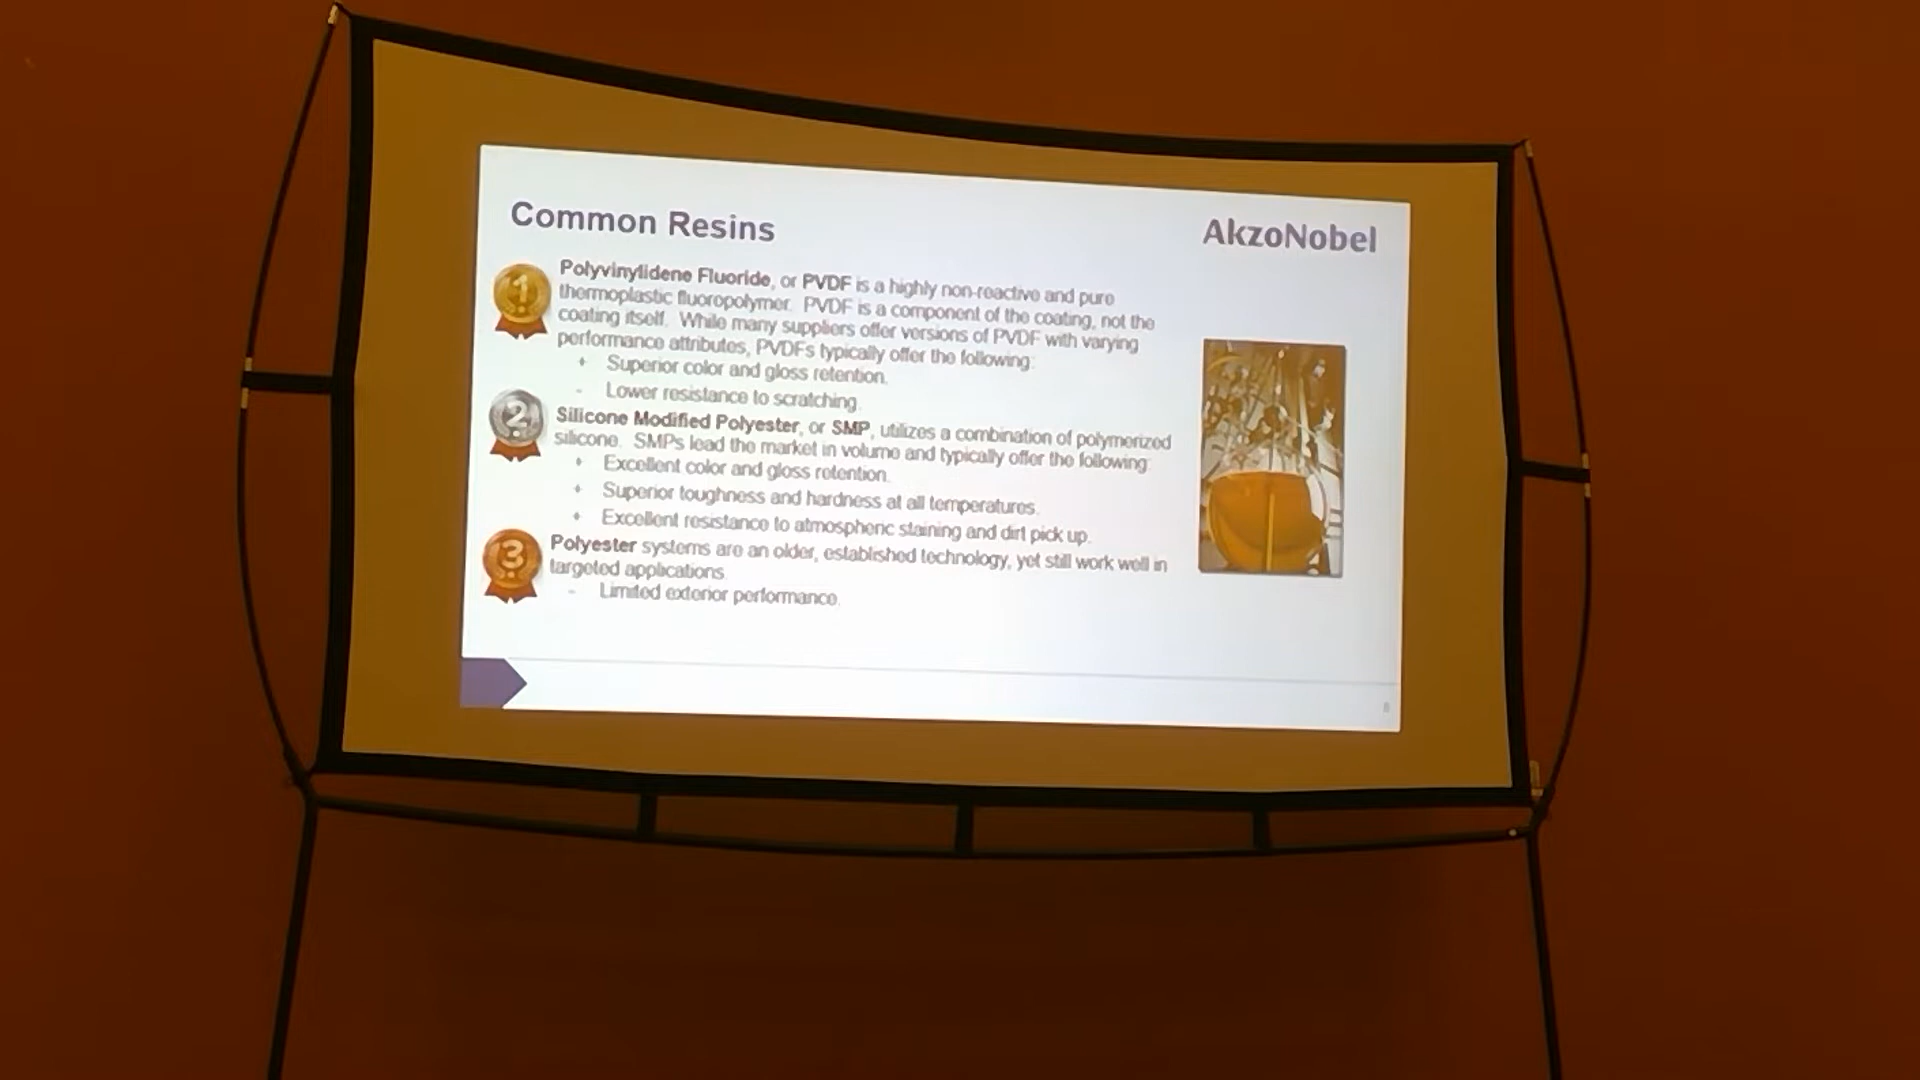 Common Resins
AkzoNobel
1
Polyvinylidene Fluoride, or PVDF is a highly non-reactive and pure
thermoplastic fluoropolymer. PVDF is a component of the coating, not the
coating itself. While many suppliers offer versions of PVDF with varying
performance attributes, PVDFs typically offer the following:
+ Superior color and gloss retention.
- Lower resistance to scratching.
2
Silicone Modified Polyester, or SMP, utilizes a combination of polymerized
silicone. SMPs lead the market in volume and typically offer the following:
+ Excellent color and gloss retention.
+ Superior toughness and hardness at all temperatures.
+ Excellent resistance to atmospheric staining and dirt pick up.
3
Polyester systems are an older, established technology, yet still work well in
targeted applications.
- Limited exterior performance.